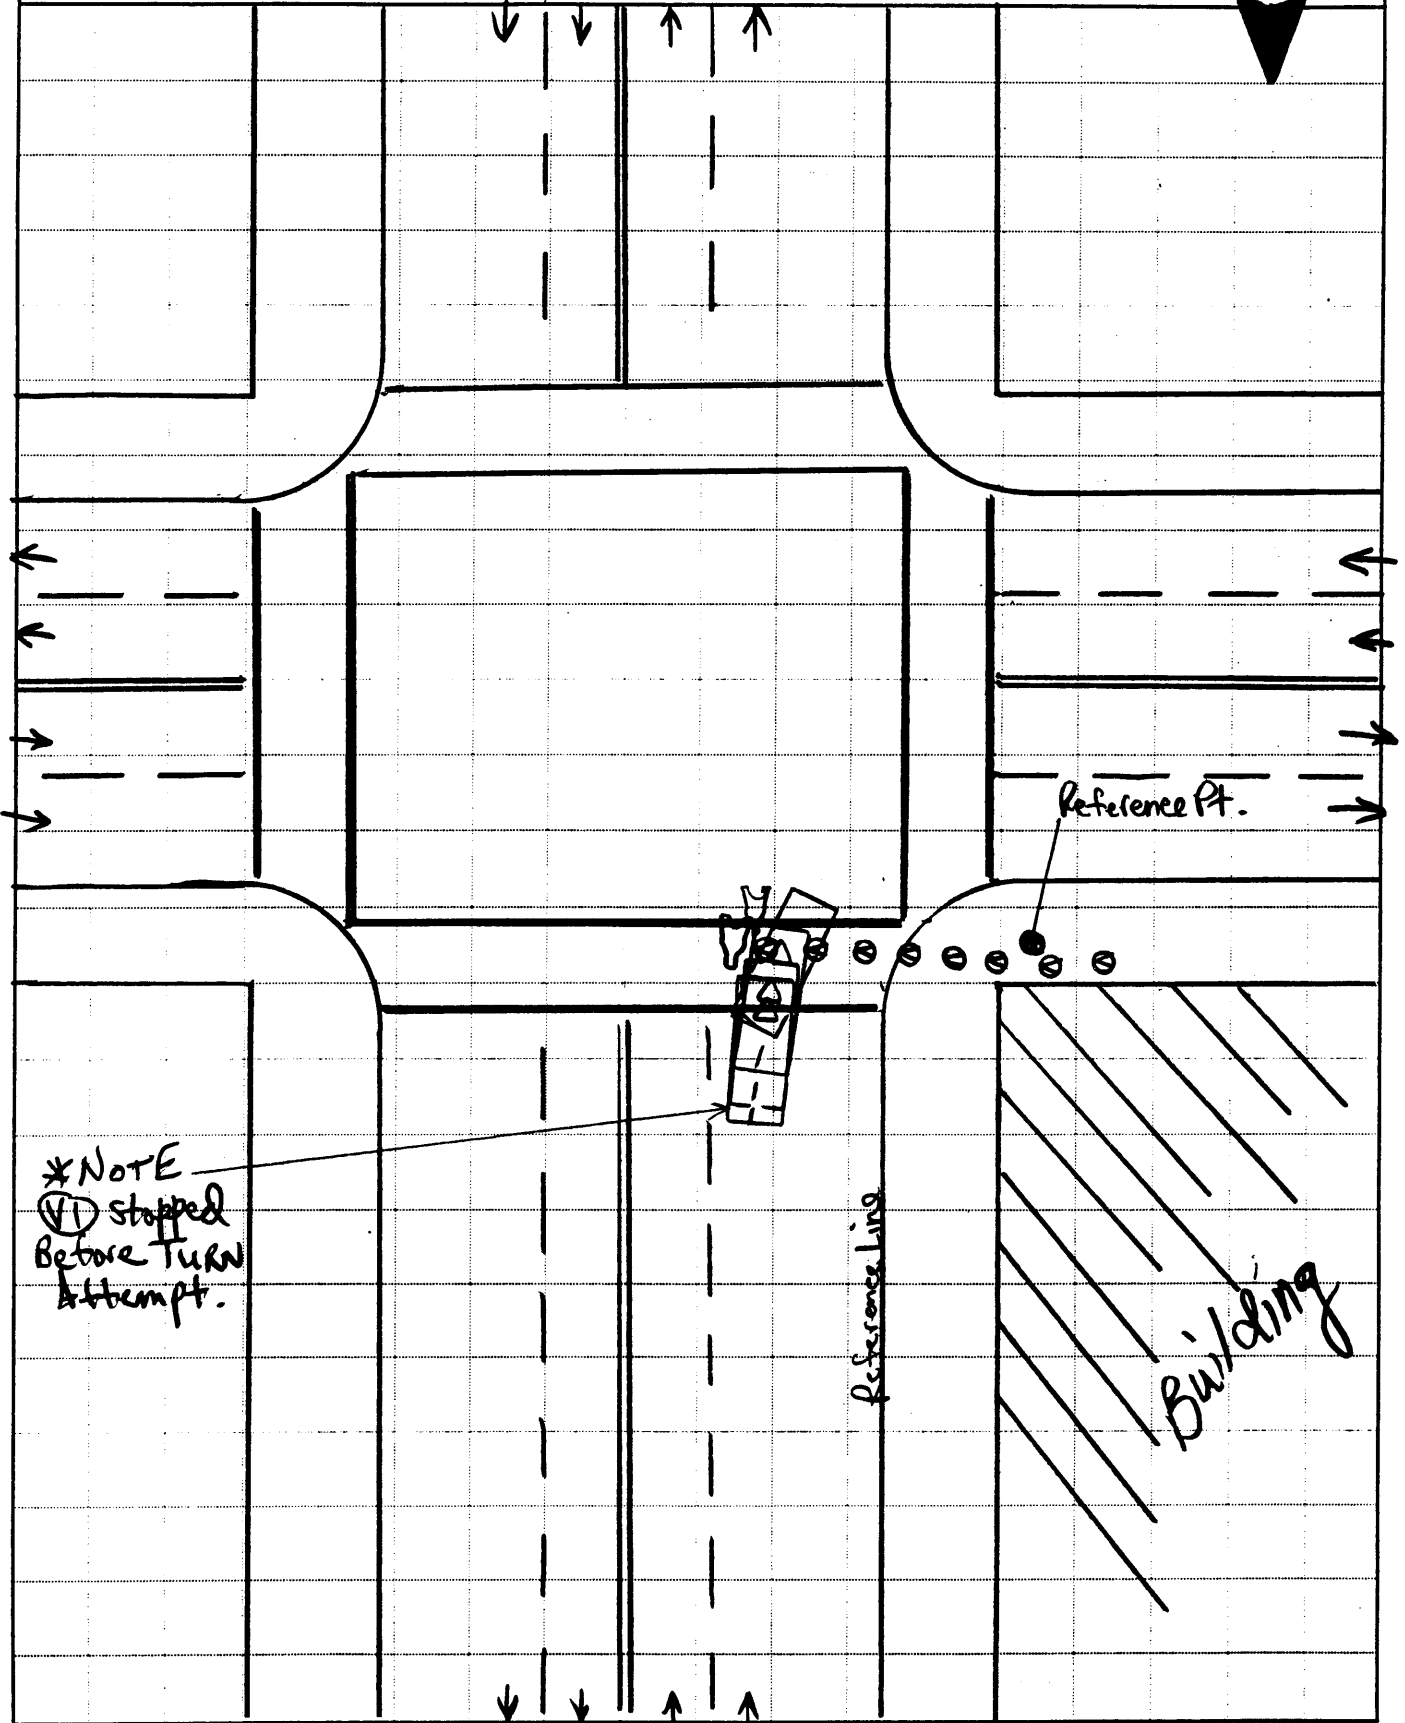 Reference Pt.
*NOTE
V1 stopped
Before TURN
Attempt.
Reference Line
Building